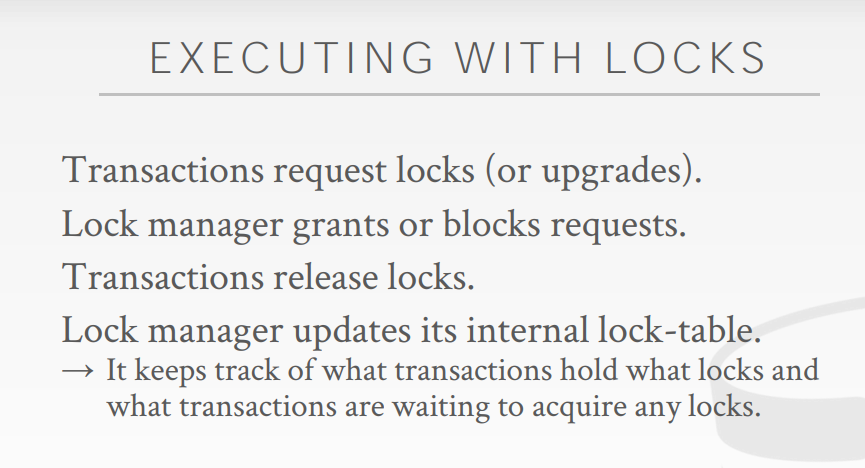 EXECUTING WITH LOCKS
Transactions request locks (or upgrades).
Lock manager grants or blocks requests.
Transactions release locks.
Lock manager updates its internal lock-table.
→ It keeps track of what transactions hold what locks and
what transactions are waiting to acquire any locks.